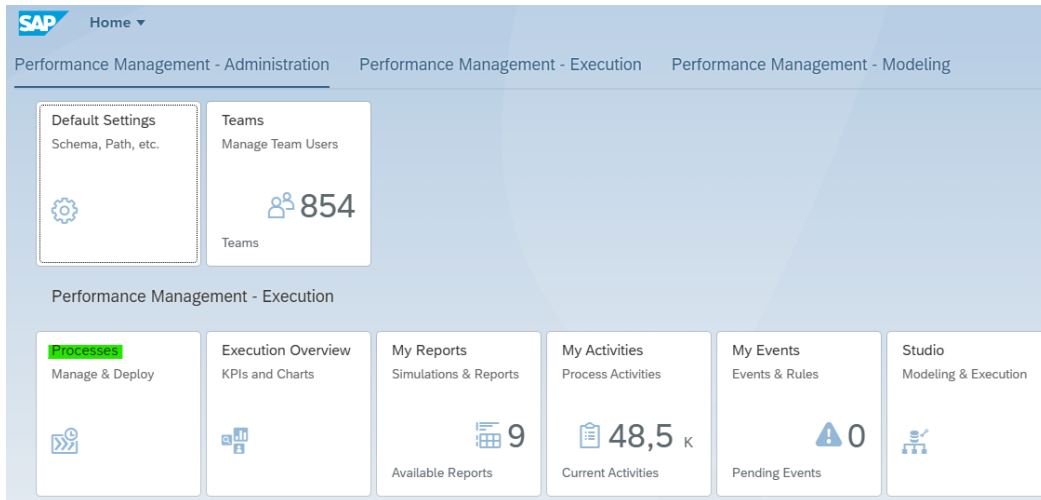 SAP Home
Performance Management - Administration Performance Management - Execution Performance Management - Modeling
Default Settings
Schema, Path, etc.
Teams
Manage Team Users
854
Teams
Performance Management - Execution
Processes
Manage & Deploy
Execution Overview
KPIs and Charts
My Reports
Simulations & Reports
9
Available Reports
My Activities
Process Activities
48,5 K
Current Activities
My Events
Events & Rules
0
Pending Events
Studio
Modeling & Execution